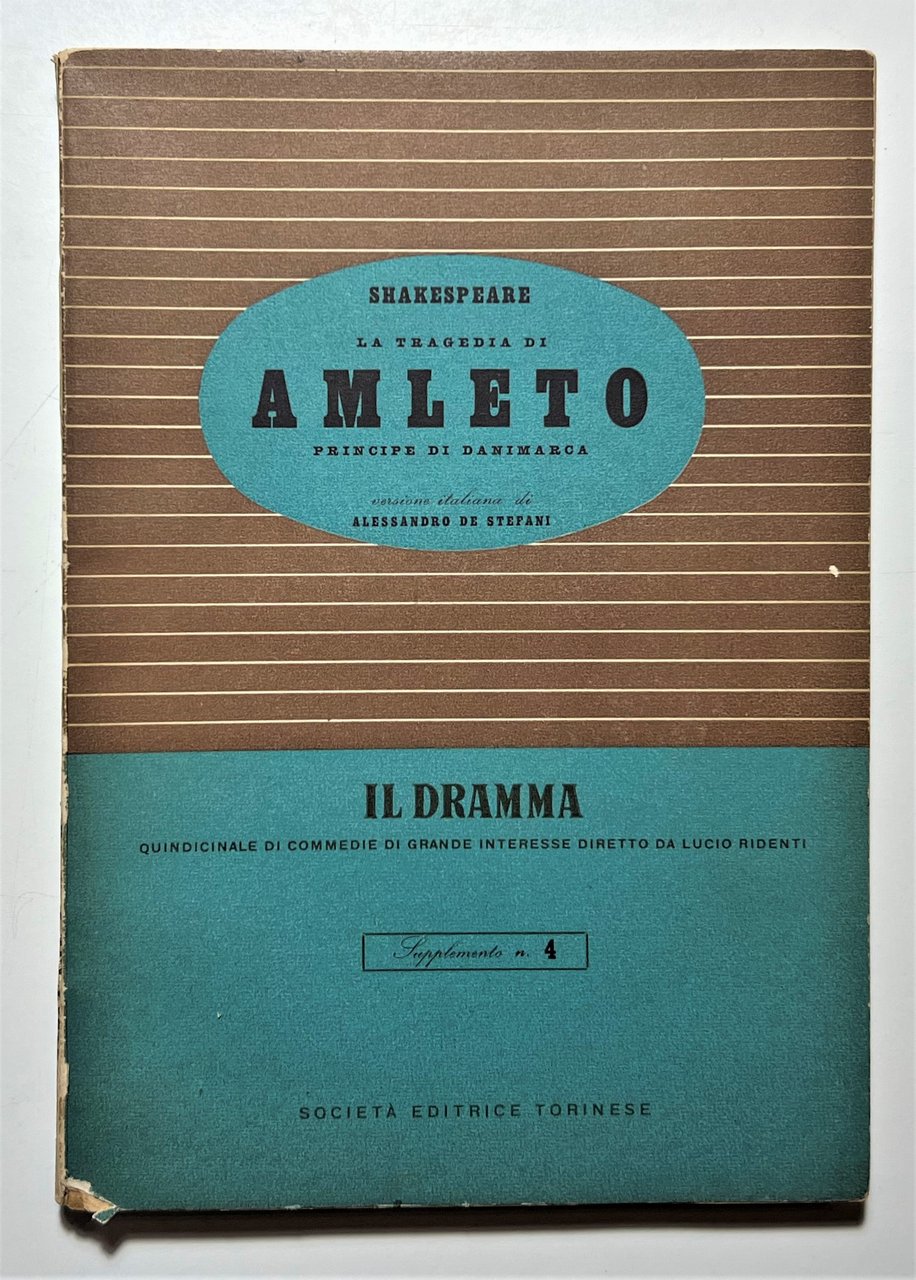 SHAKESPEARE
LA TRAGEDIA DI
AMLETO
PRINCIPE DI DANIMARCA
versione italiana di
ALESSANDRO DE STEFANI
IL DRAMMA
QUINDICINALE DI COMMEDIE DI GRANDE INTERESSE DIRETTO DA LUCIO RIDENTI
Supplemento n. 4
SOCIETÀ EDITRICE TORINESE